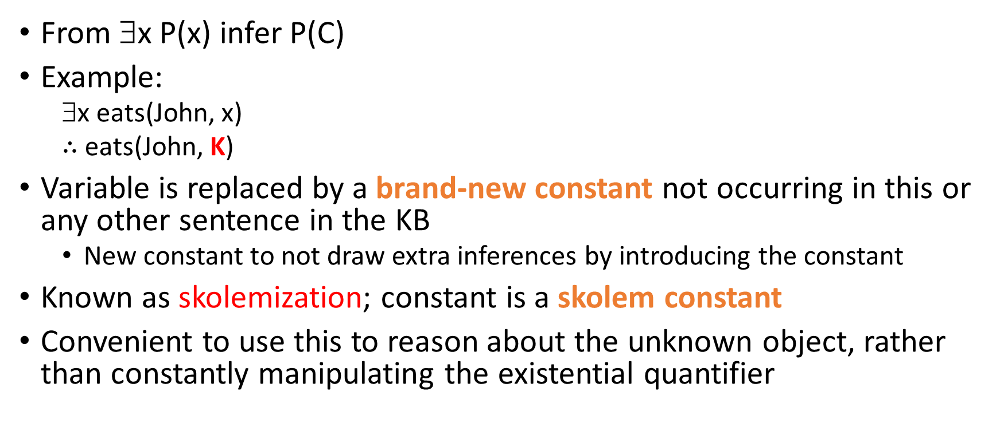 • From ∃x P(x) infer P(C)
• Example:
∃x eats(John, x)
∴ eats(John, K)
• Variable is replaced by a brand-new constant not occurring in this or
any other sentence in the KB
• New constant to not draw extra inferences by introducing the constant
• Known as skolemization; constant is a skolem constant
• Convenient to use this to reason about the unknown object, rather
than constantly manipulating the existential quantifier